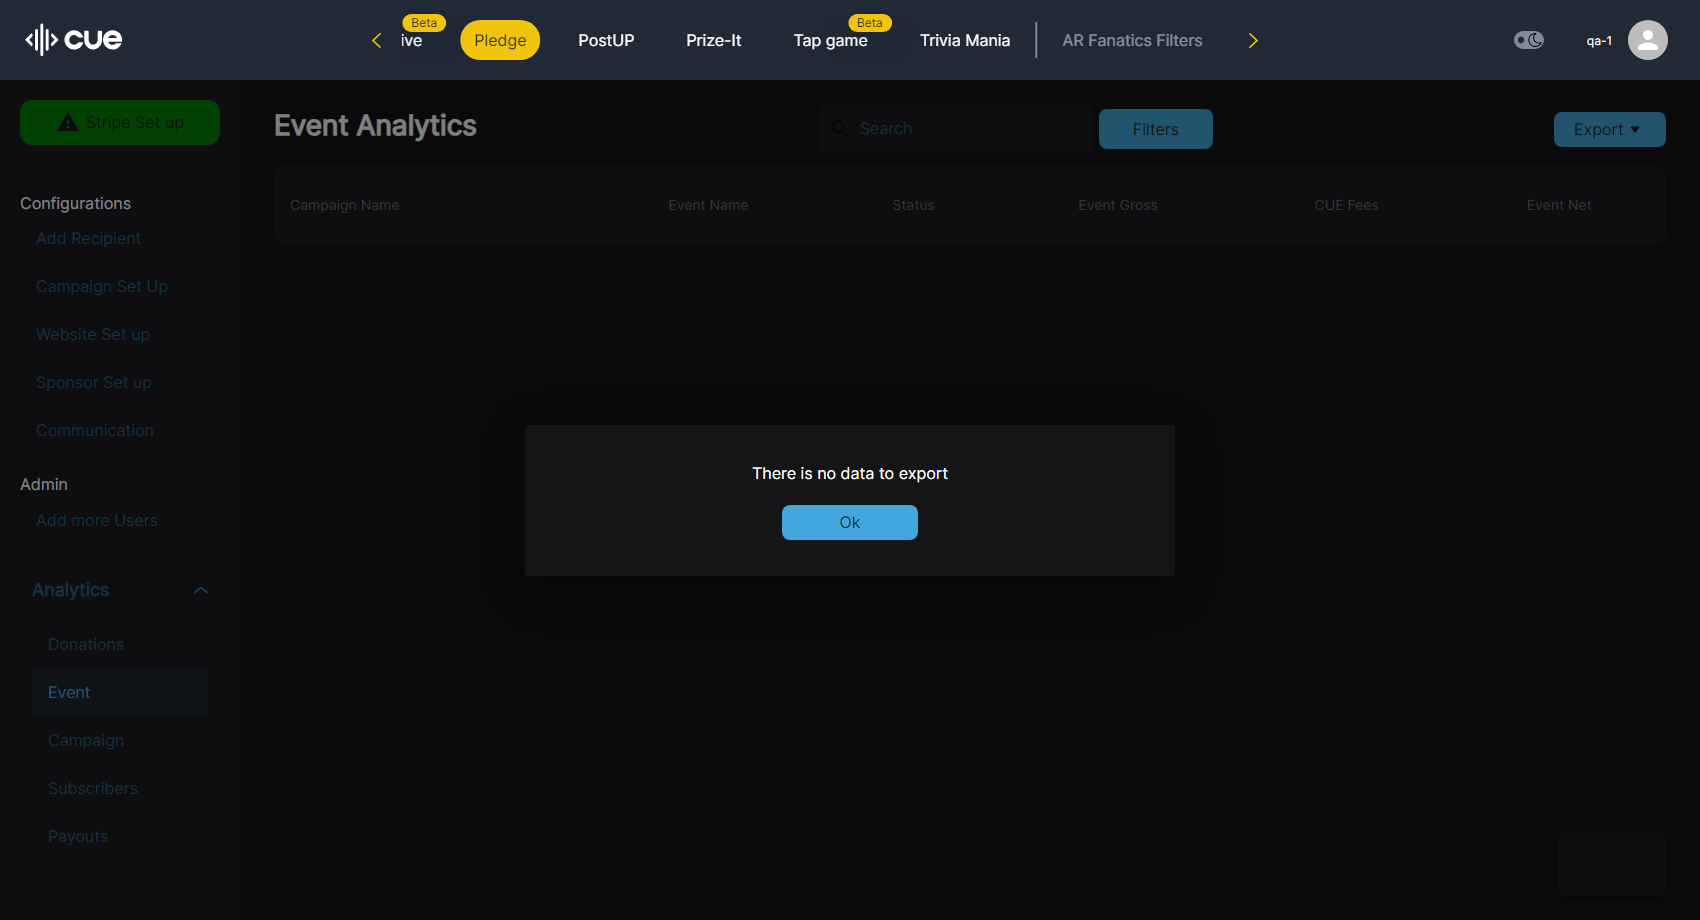 cue
Beta
ive
Pledge
PostUP
Prize-It
Beta
Tap game
Trivia Mania
AR Fanatics Filters
qa-1
Stripe Set up
Configurations
Add Recipient
Campaign Set Up
Website Set up
Sponsor Set up
Communication
Admin
Add more Users
Analytics
Donations
Event
Campaign
Subscribers
Payouts
Event Analytics
Search
Filters
Export
Campaign Name
Event Name
Status
Event Gross
CUE Fees
Event Net
There is no data to export
Ok